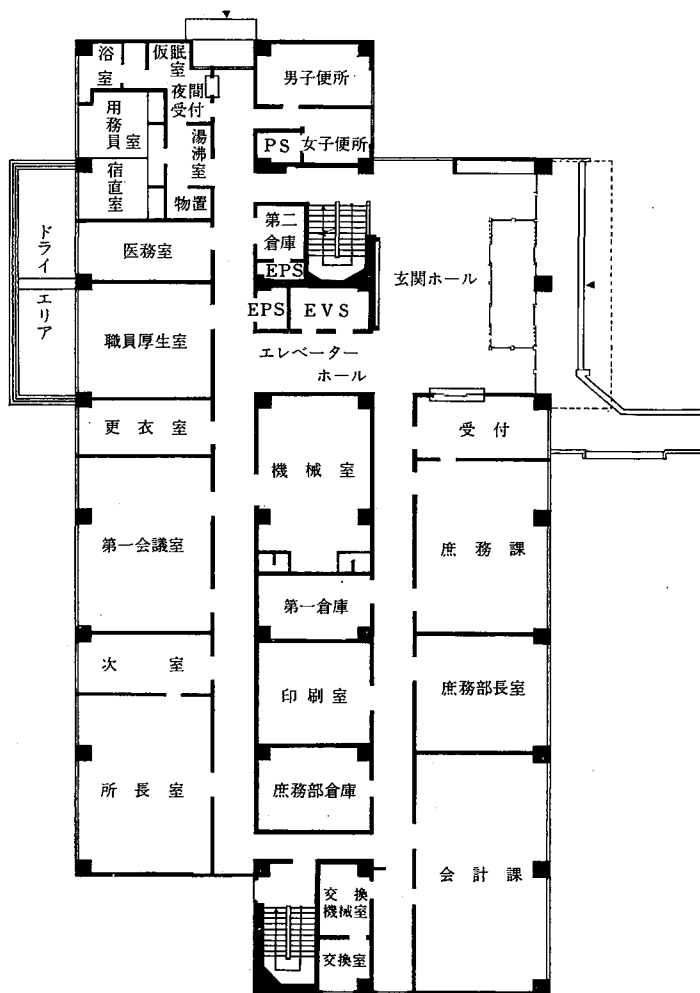 浴室
仮眠室
夜間受付
男子便所
用務員室
湯沸室
PS
女子便所
宿直室
物置
ドライエリア
医務室
第二倉庫
EPS
玄関ホール
職員厚生室
EPS
EVS
エレベーター
ホール
更衣室
受付
機械室
第一会議室
庶務課
第一倉庫
次室
印刷室
庶務部長室
所長室
庶務部倉庫
会計課
交換
機械室
交換室